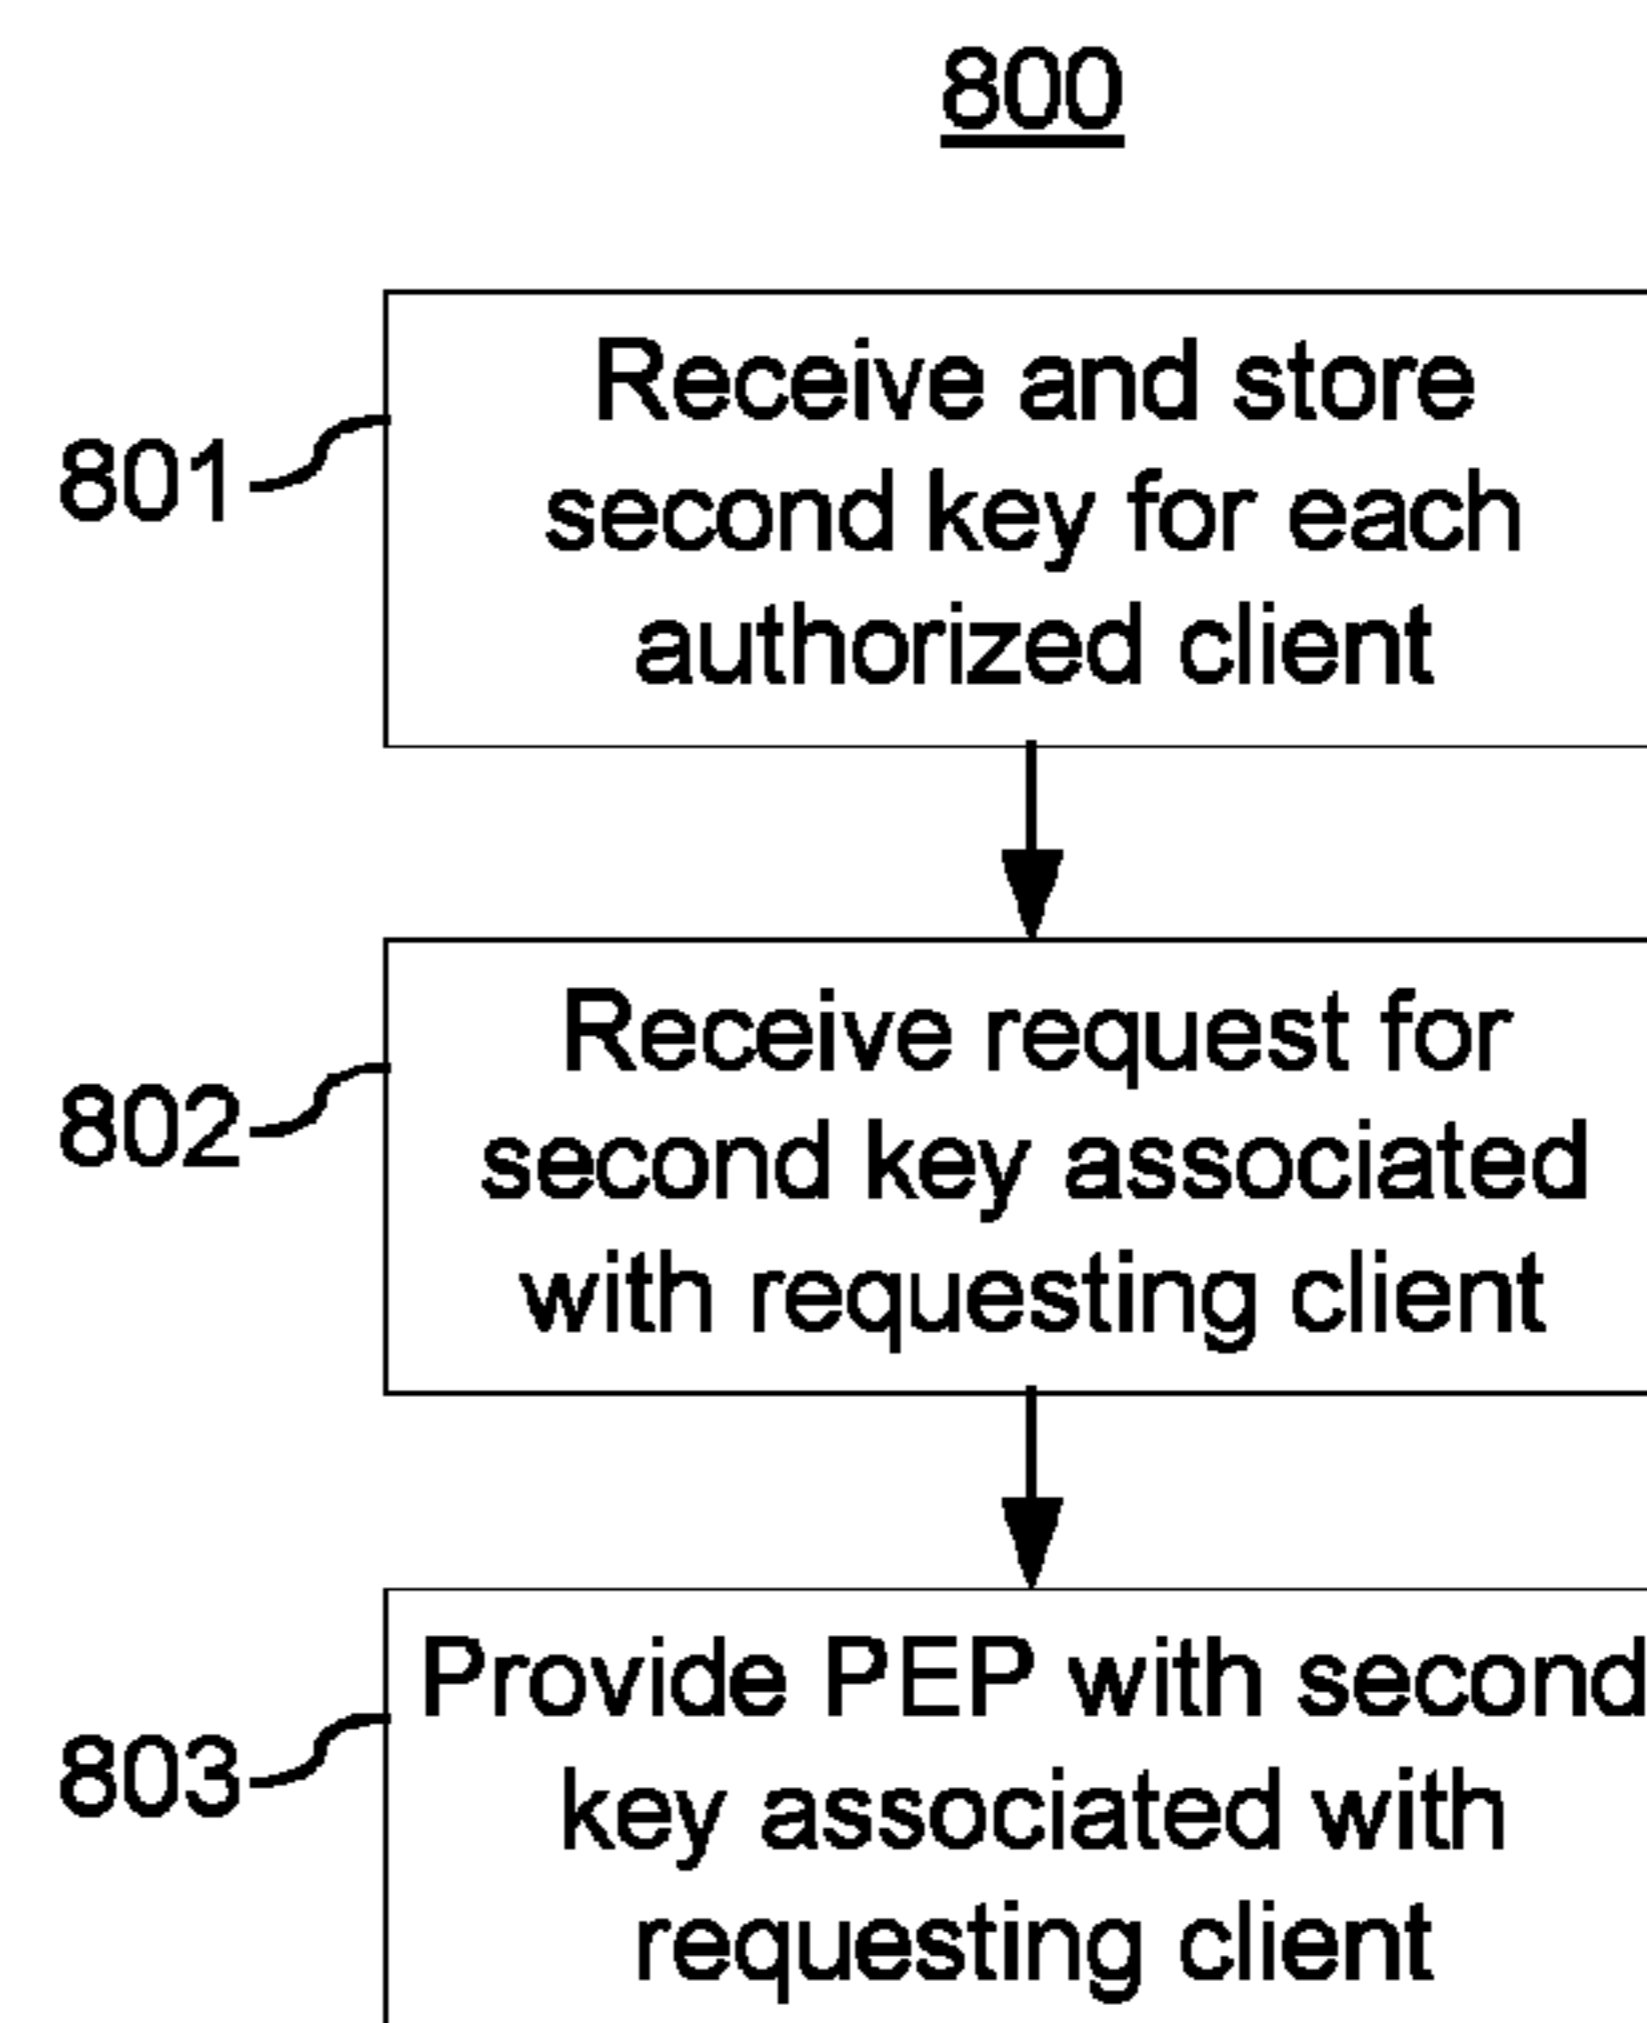 800
801
Receive and store
second key for each
authorized client
802
Receive request for
second key associated
with requesting client
803
Provide PEP with second
key associated with
requesting client